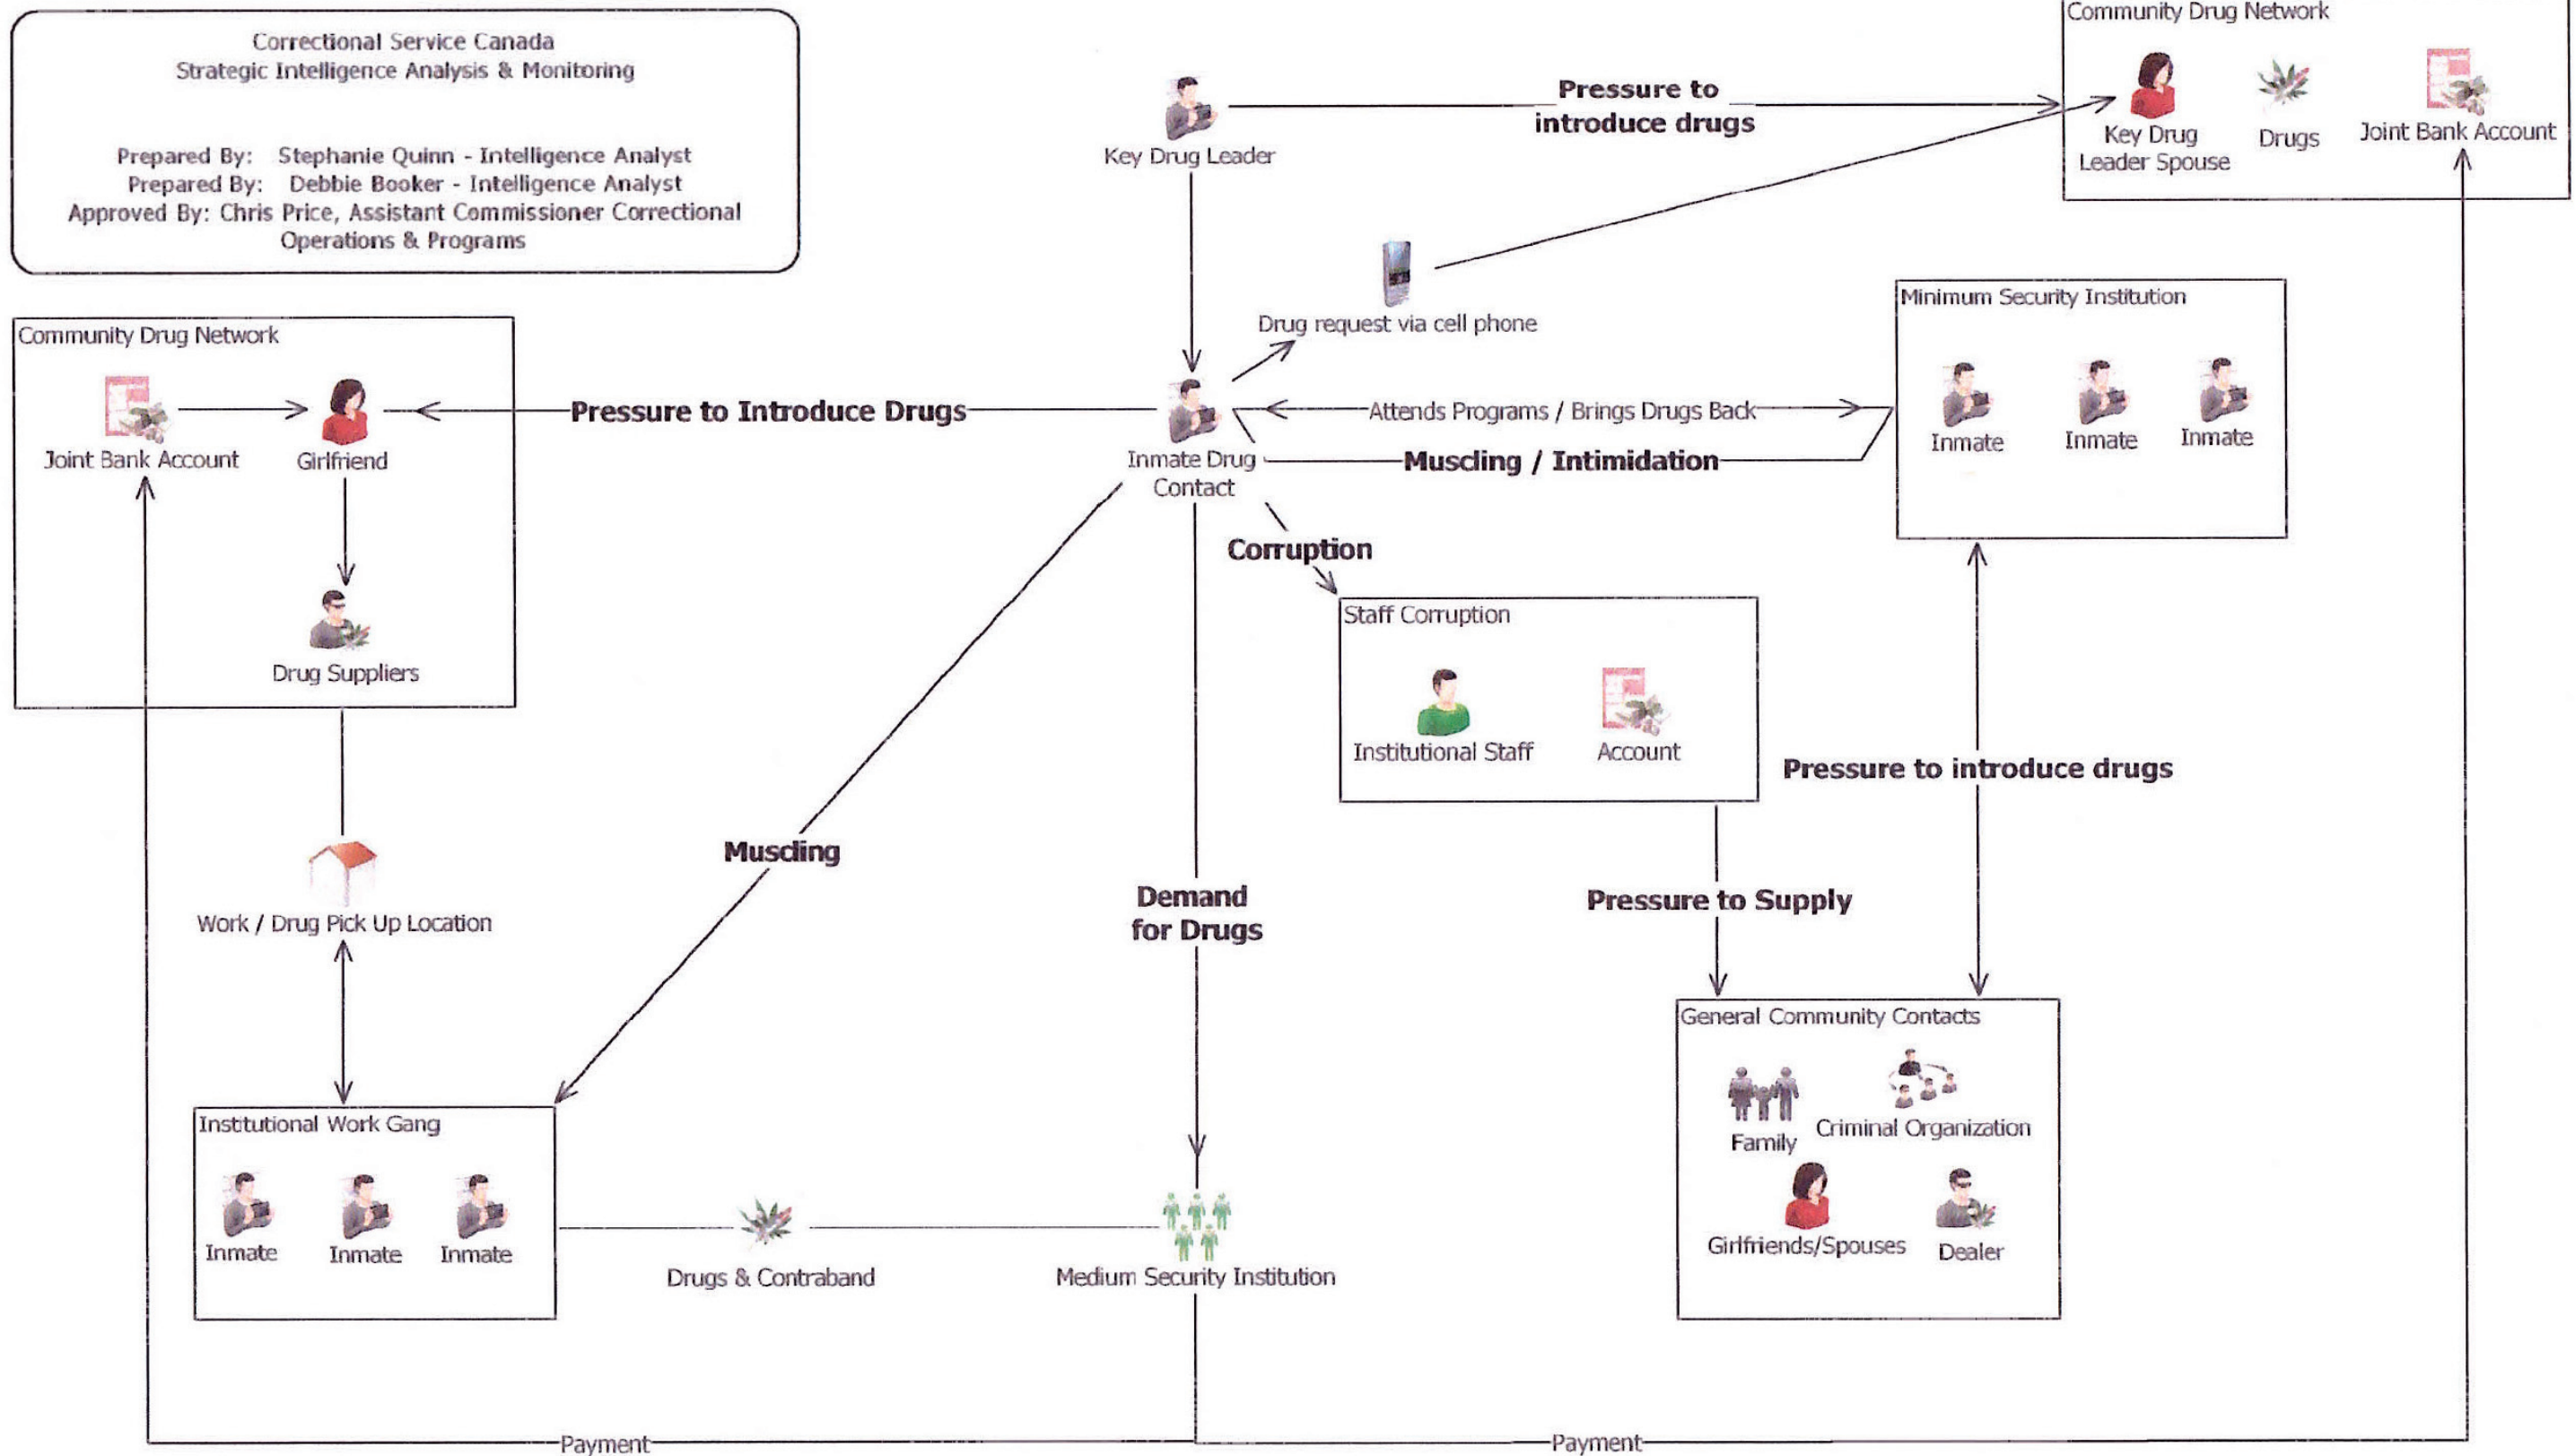 Correctional Service Canada
Strategic Intelligence Analysis & Monitoring
Prepared By: Stephanie Quinn - Intelligence Analyst
Prepared By: Debbie Booker - Intelligence Analyst
Approved By: Chris Price, Assistant Commissioner Correctional
Operations & Programs
Key Drug Leader
Pressure to
introduce drugs
Community Drug Network
Key Drug
Leader Spouse
Drugs
Joint Bank Account
Drug request via cell phone
Community Drug Network
Joint Bank Account
Girlfriend
Drug Suppliers
Pressure to Introduce Drugs
Inmate Drug
Contact
Attends Programs / Brings Drugs Back
Muscling / Intimidation
Minimum Security Institution
Inmate
Inmate
Inmate
Corruption
Staff Corruption
Institutional Staff
Account
Pressure to introduce drugs
Pressure to Supply
Muscling
Demand
for Drugs
Work / Drug Pick Up Location
General Community Contacts
Family
Criminal Organization
Girlfriends/Spouses
Dealer
Institutional Work Gang
Inmate
Inmate
Inmate
Drugs & Contraband
Medium Security Institution
Payment
Payment